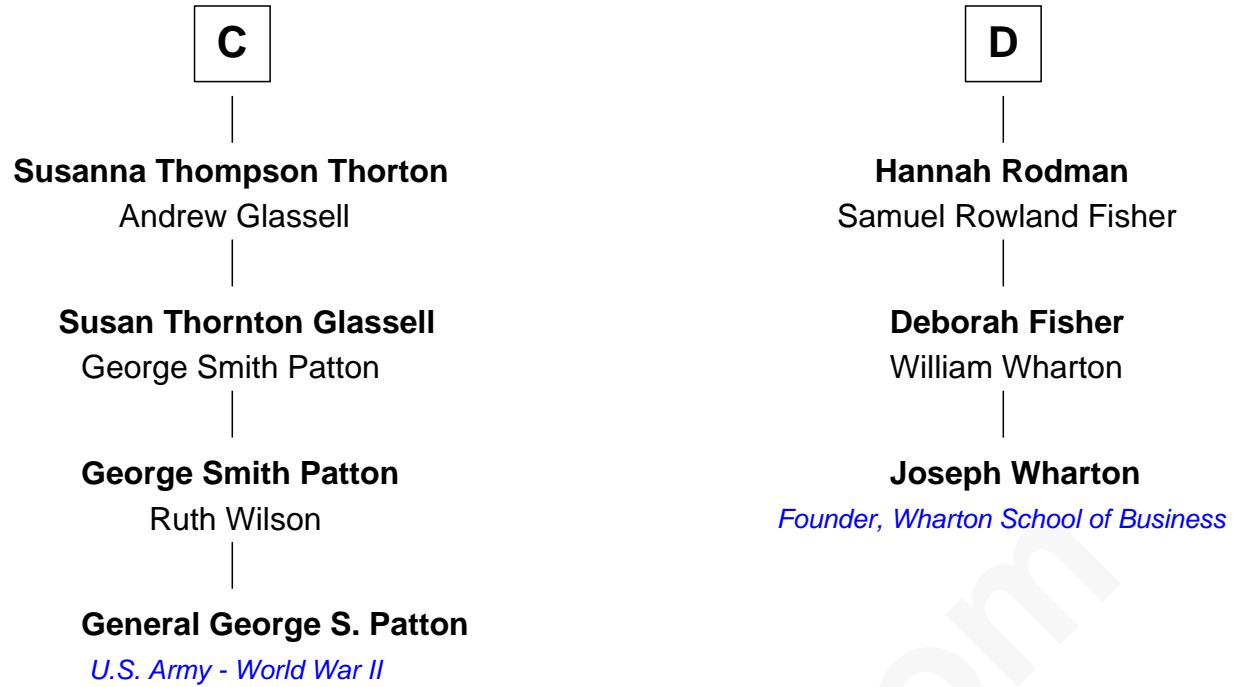 C
Susanna Thompson Thorton
Andrew Glassell
Susan Thornton Glassell
George Smith Patton
George Smith Patton
Ruth Wilson
General George S. Patton
U.S. Army - World War II
D
Hannah Rodman
Samuel Rowland Fisher
Deborah Fisher
William Wharton
Joseph Wharton
Founder, Wharton School of Business
om